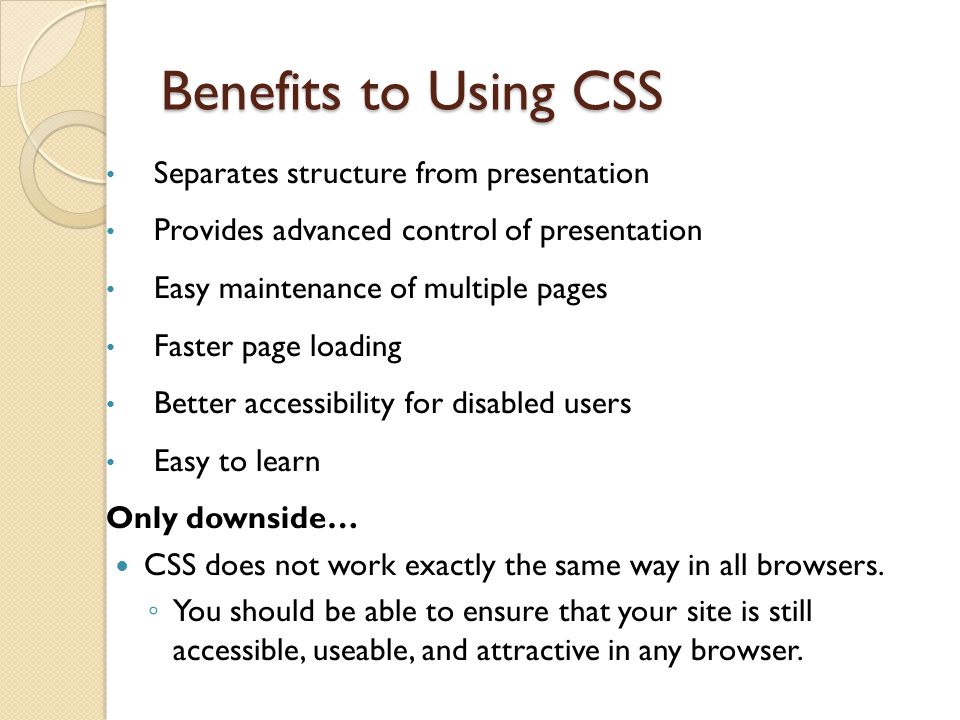 Benefits to Using CSS
• Separates structure from presentation
• Provides advanced control of presentation
• Easy maintenance of multiple pages
• Faster page loading
• Better accessibility for disabled users
• Easy to learn
Only downside…
• CSS does not work exactly the same way in all browsers.
◦ You should be able to ensure that your site is still
accessible, useable, and attractive in any browser.